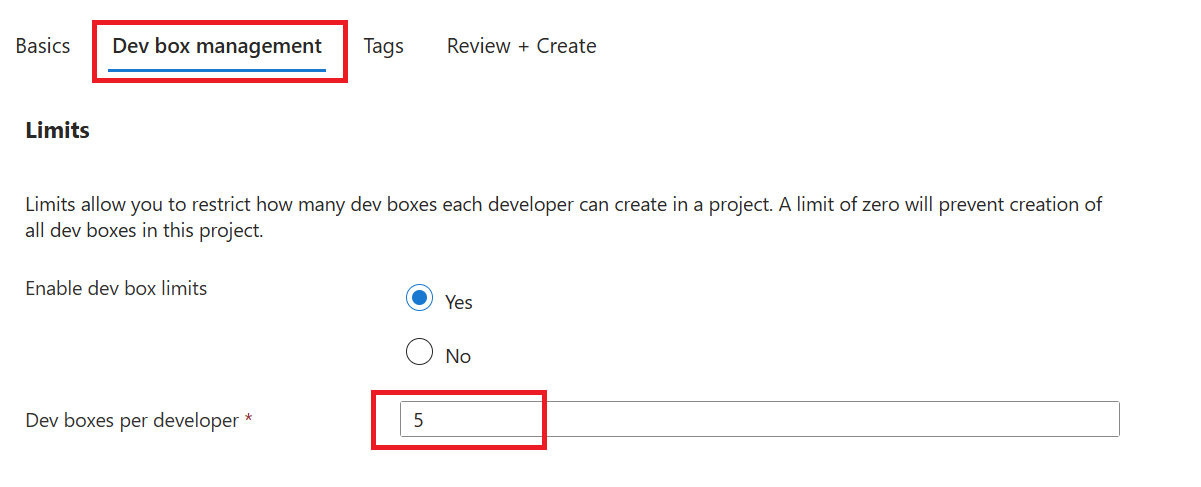 Basics Dev box management Tags Review + Create
Limits
Limits allow you to restrict how many dev boxes each developer can create in a project. A limit of zero will prevent creation of
all dev boxes in this project.
Enable dev box limits
Yes
No
Dev boxes per developer * 5